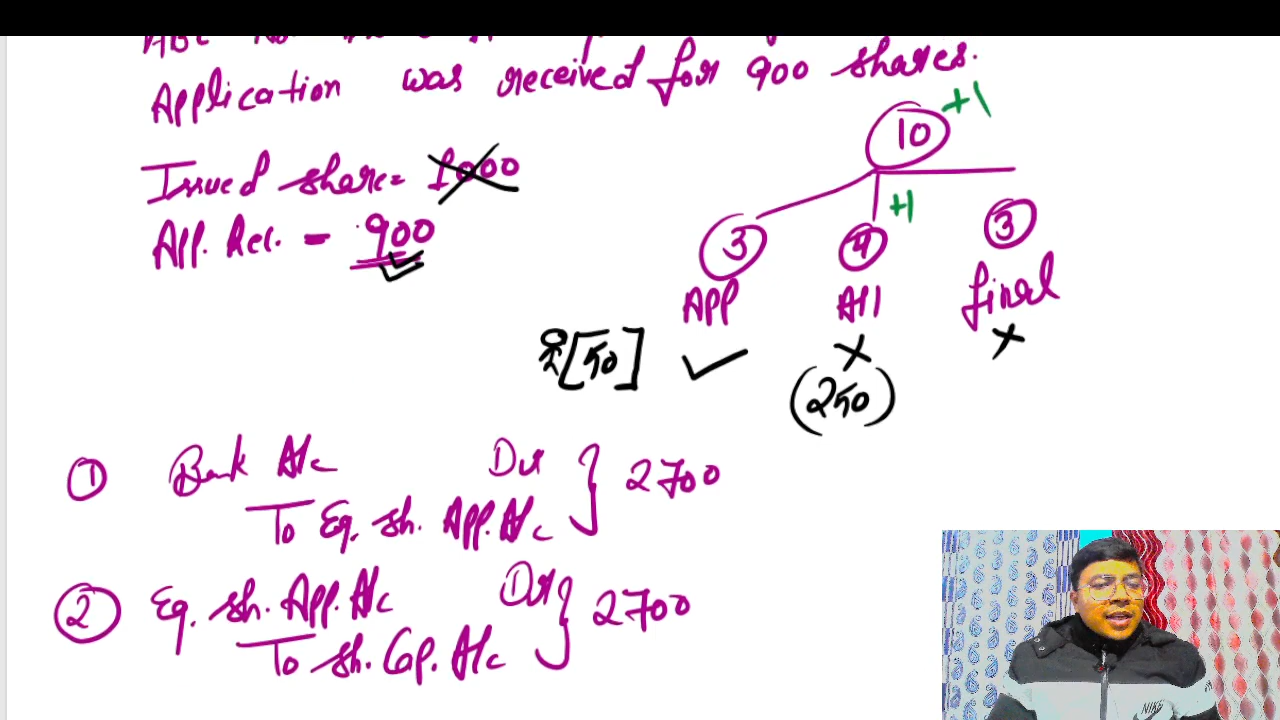 Application was received for 900 shares.
10 +1
Issued share = 1000
App. Rec. - 900
3 4 +1 3
App All final
[50] (250)
① Bank A/c Dr } 2700
To Eq. sh. App. A/c
② Eq. sh. App. A/c Dr } 2700
To sh. Cap. A/c
NIKE